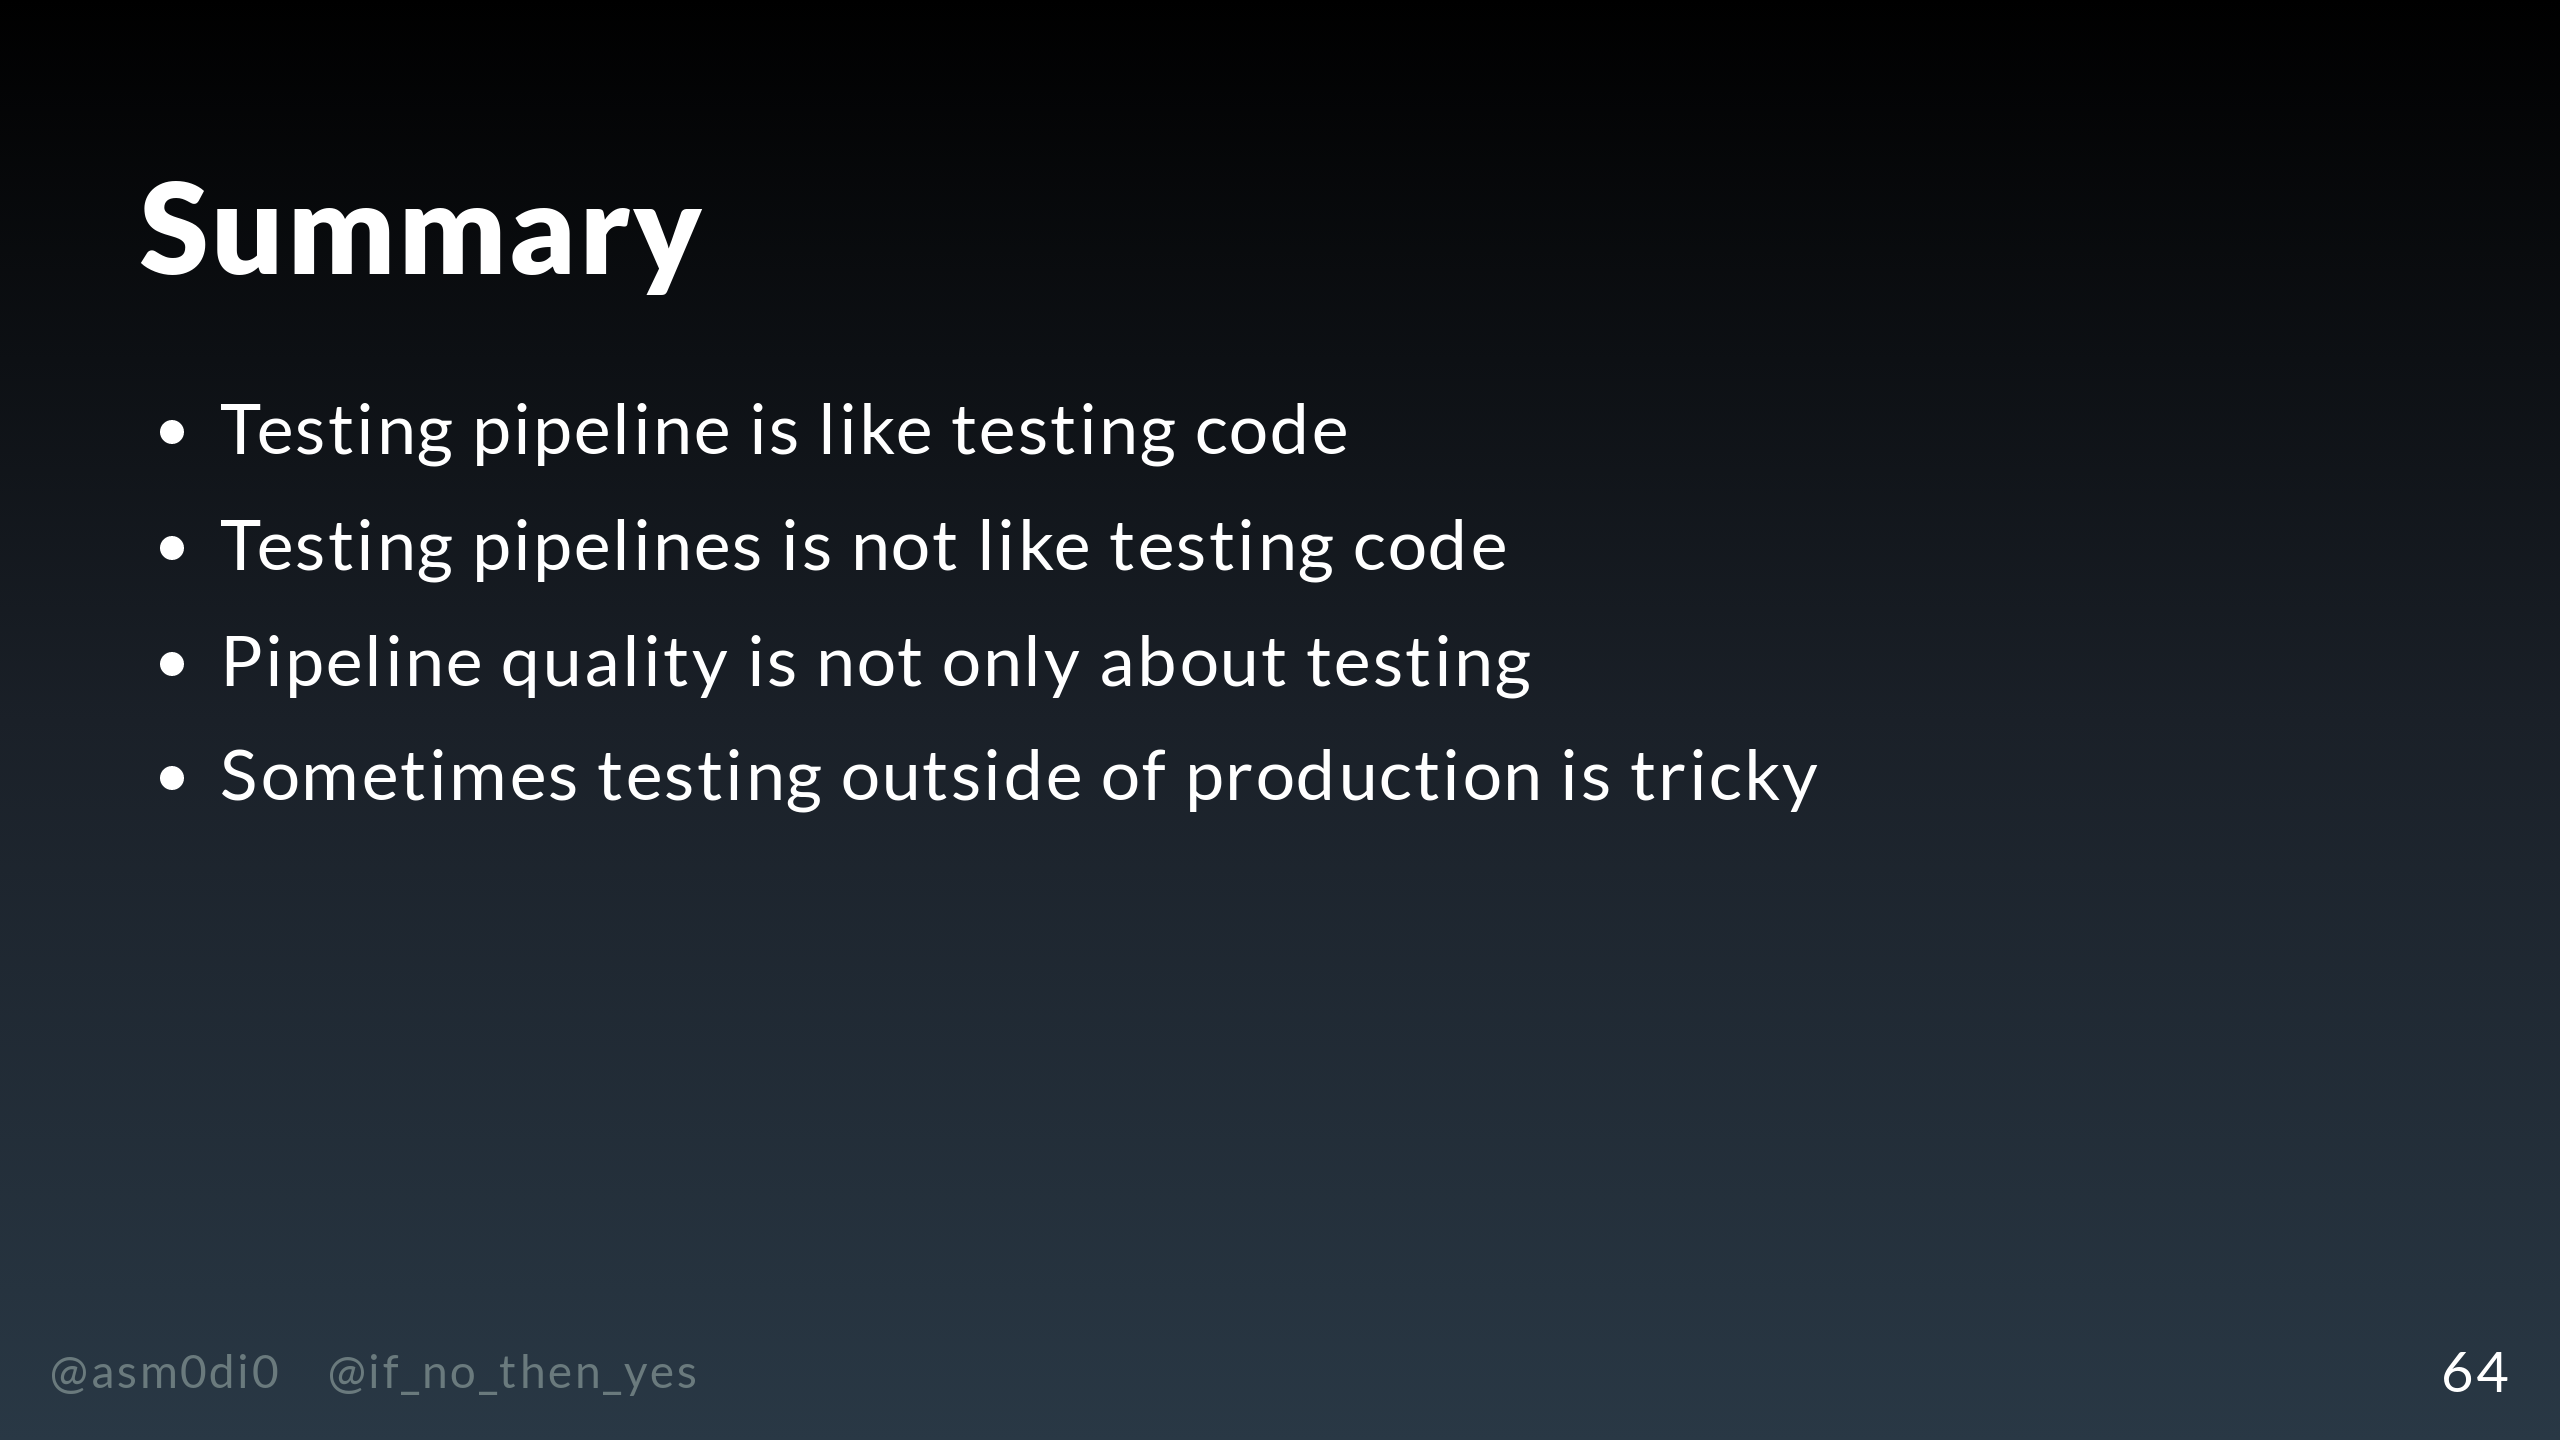 Summary
• Testing pipeline is like testing code
• Testing pipelines is not like testing code
• Pipeline quality is not only about testing
• Sometimes testing outside of production is tricky
@asm0di0 @if_no_then_yes
64